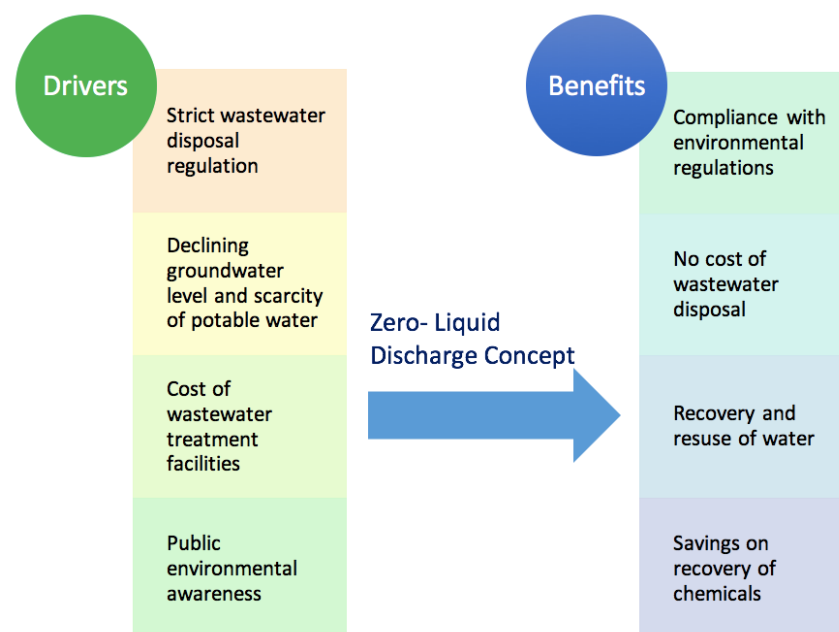 Drivers
Strict wastewater
disposal
regulation
Declining
groundwater
level and scarcity
of potable water
Cost of
wastewater
treatment
facilities
Public
environmental
awareness
Zero- Liquid
Discharge Concept
Benefits
Compliance with
environmental
regulations
No cost of
wastewater
disposal
Recovery and
resuse of water
Savings on
recovery of
chemicals